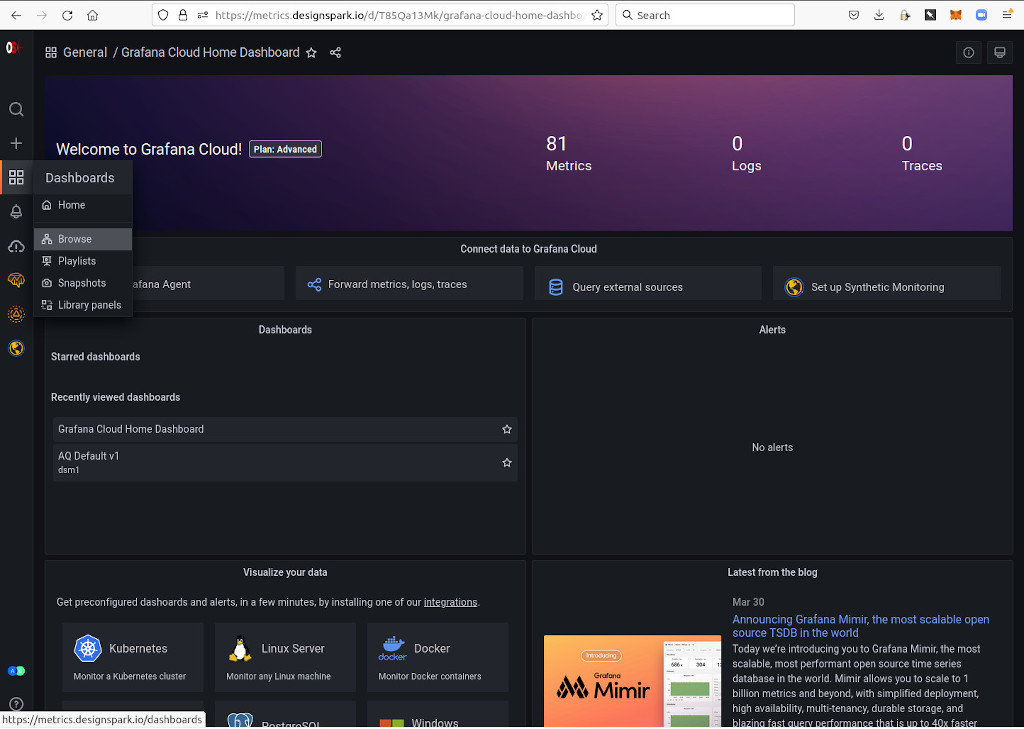 https://metrics.designspark.io/d/T85Qa13Mk/grafana-cloud-home-dashbo
Search
General / Grafana Cloud Home Dashboard
Welcome to Grafana Cloud! Plan: Advanced
81
Metrics
0
Logs
0
Traces
Dashboards
Home
Browse
Playlists
Snapshots
Library panels
Connect data to Grafana Cloud
afana Agent
Forward metrics, logs, traces
Query external sources
Set up Synthetic Monitoring
Dashboards
Starred dashboards
Recently viewed dashboards
Grafana Cloud Home Dashboard
AQ Default v1
dsm1
Alerts
No alerts
Visualize your data
Get preconfigured dashoards and alerts, in a few minutes, by installing one of our integrations.
Kubernetes
Monitor a Kubernetes cluster
Linux Server
Monitor any Linux machine
docker
Docker
Monitor Docker containers
PostgreSQL
Windows
Latest from the blog
Introducing
Grafana
Mimir
Mar 30
Announcing Grafana Mimir, the most scalable open
source TSDB in the world
Today we're introducing you to Grafana Mimir, the most
scalable, most performant open source time series
database in the world. Mimir allows you to scale to 1
billion metrics and beyond, with simplified deployment,
high availability, multi-tenancy, durable storage, and
blazing fast query performance that is up to 40x faster
https://metrics.designspark.io/dashboards